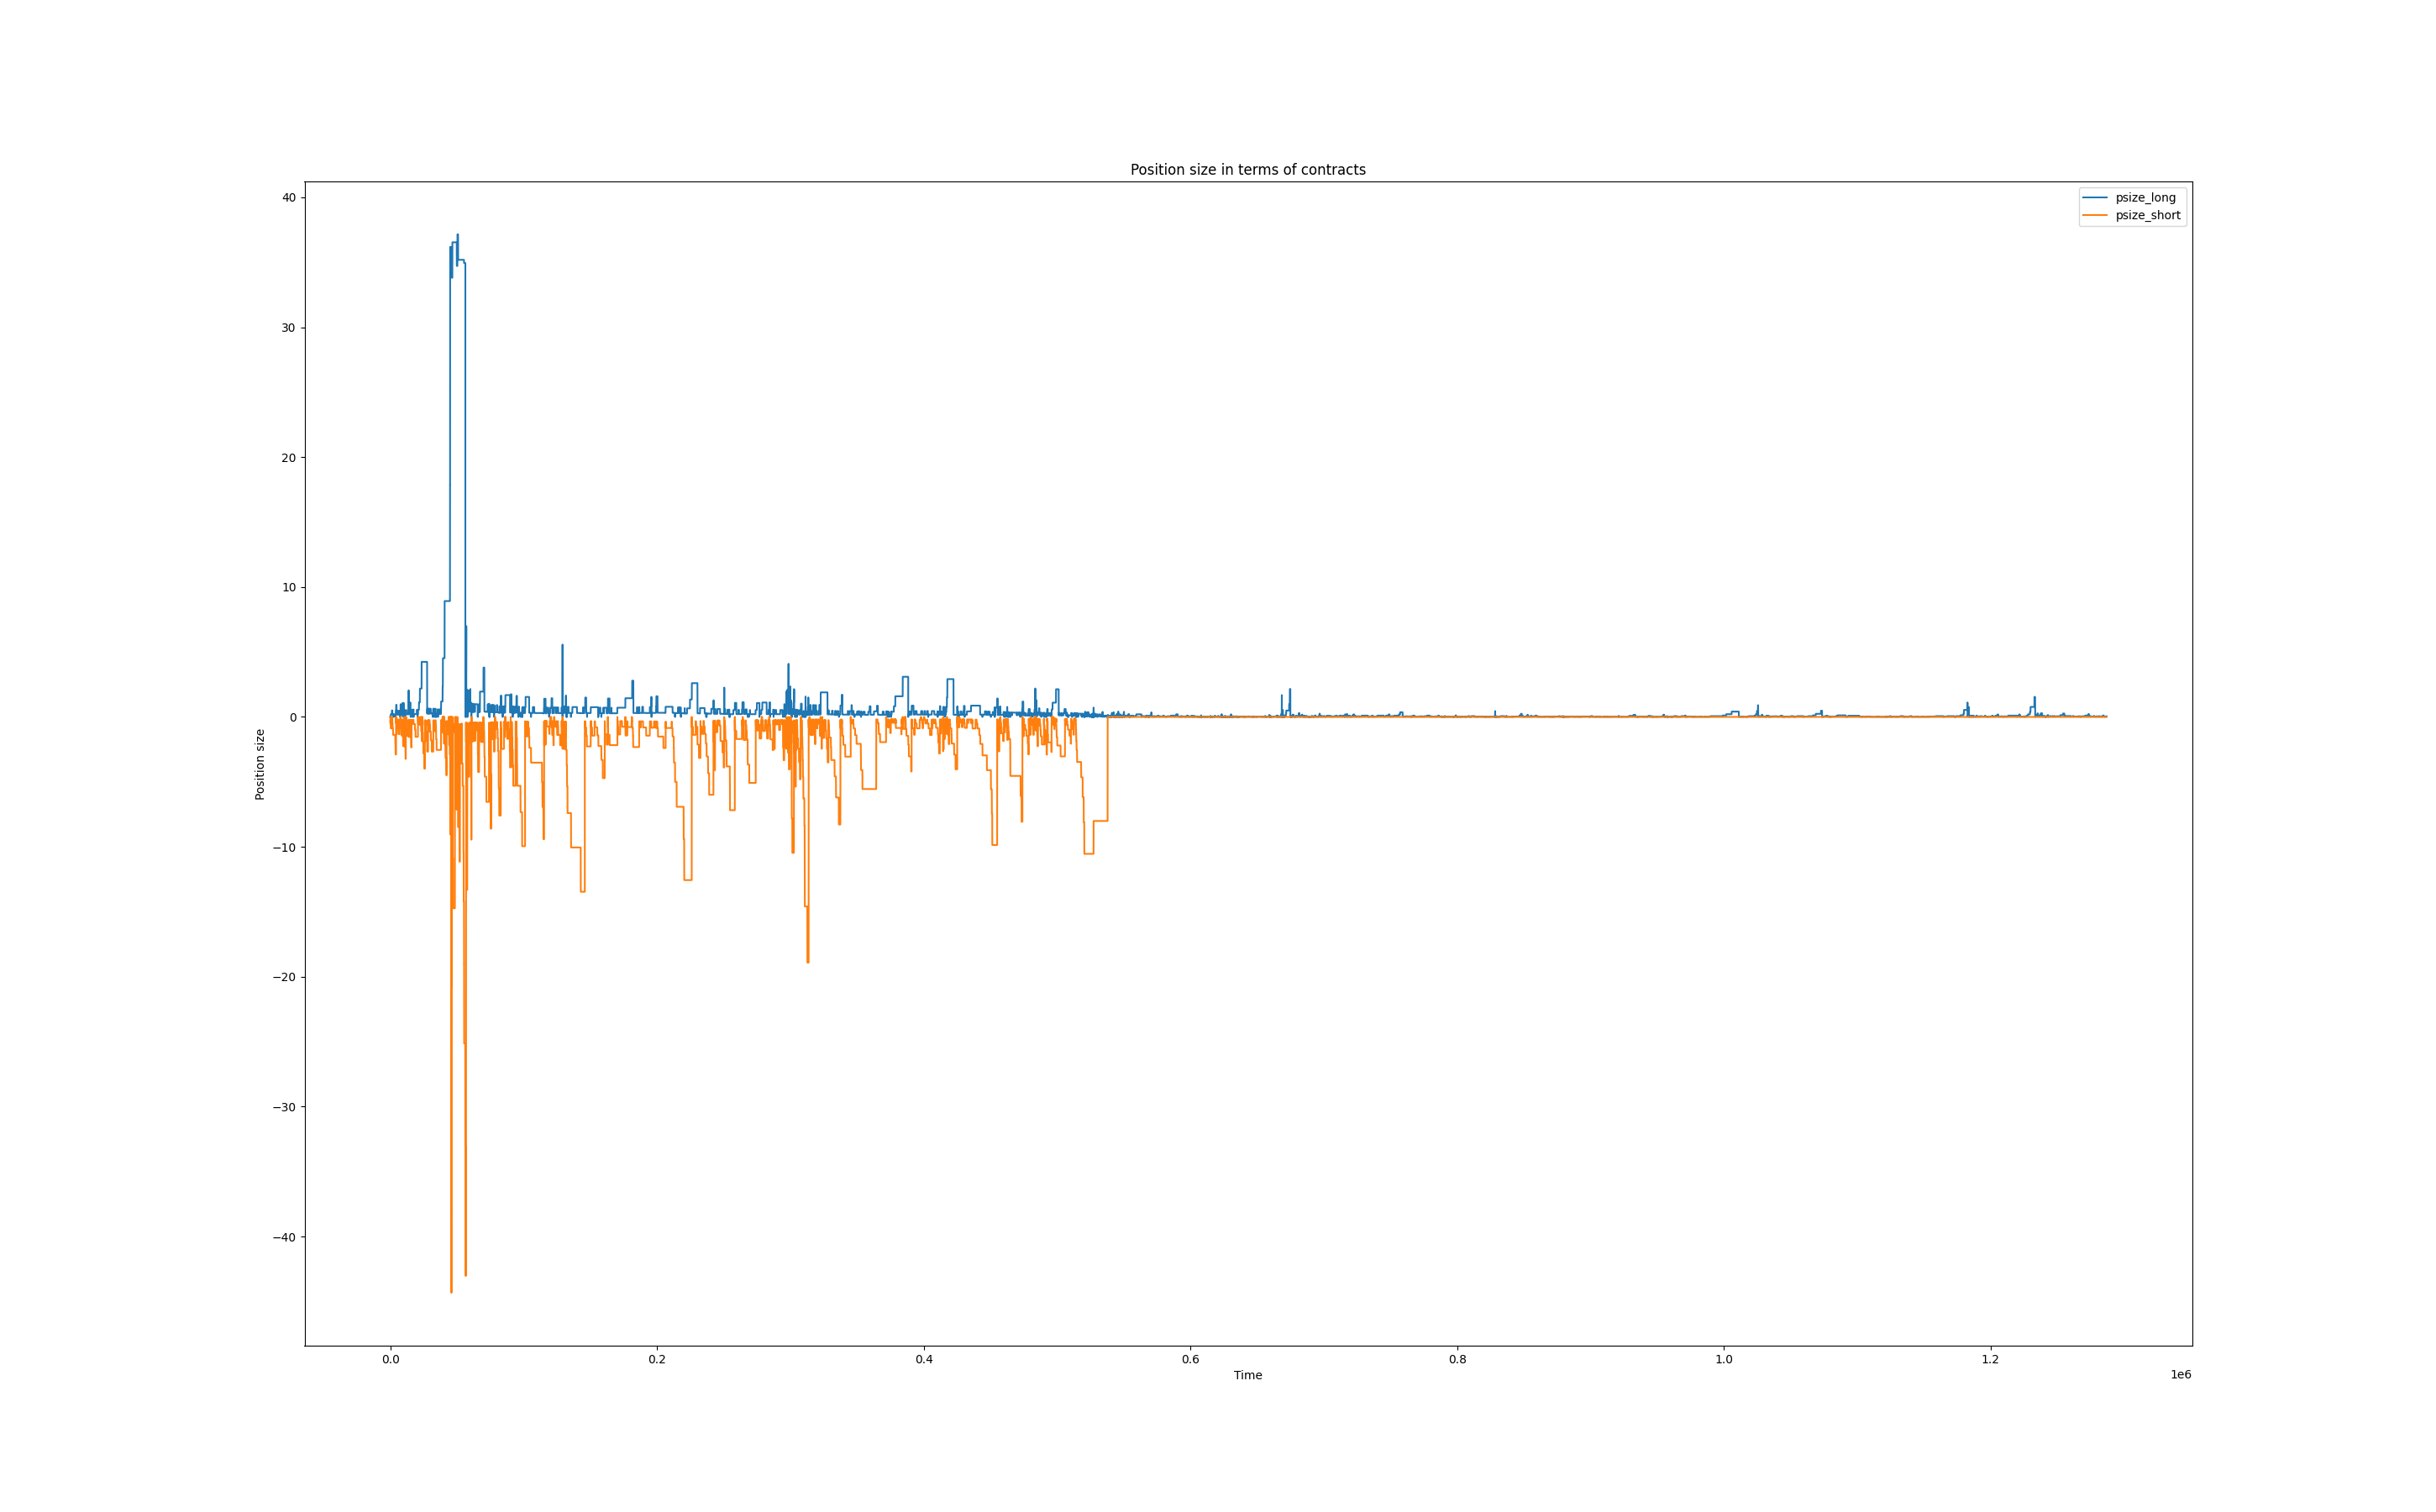 Position size in terms of contracts
psize_long
psize_short
Position size
40
30
20
10
0
−10
−20
−30
−40
0.0
0.2
0.4
0.6
0.8
1.0
1.2
1e6
Time